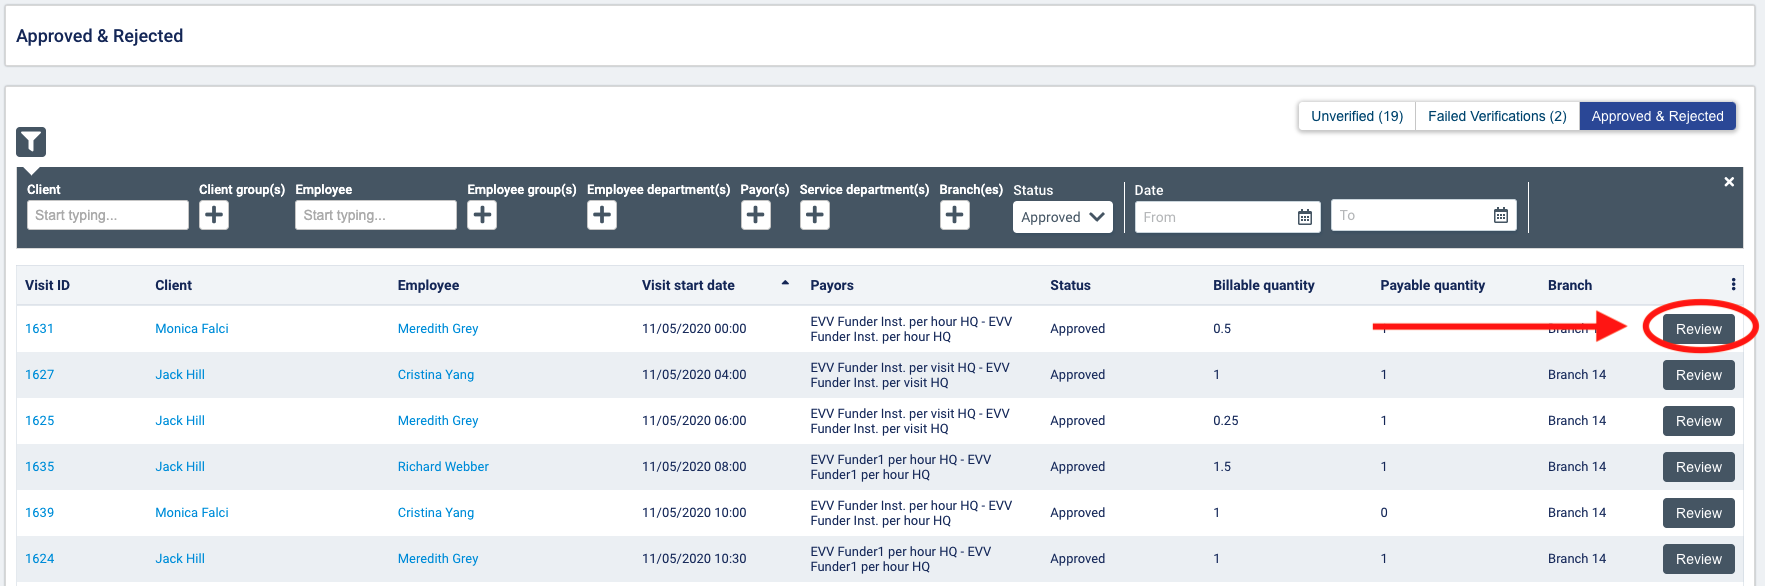 Approved & Rejected
Unverified (19) Failed Verifications (2) Approved & Rejected
Client Client group(s) Employee Employee group(s) Employee department(s) Payor(s) Service department(s) Branch(es) Status Date
Start typing... Start typing... Approved From To
Visit ID Client Employee Visit start date Payors Status Billable quantity Payable quantity Branch
1631 Monica Falci Meredith Grey 11/05/2020 00:00 EVV Funder Inst. per hour HQ - EVV Approved 0.5 Review
Funder Inst. per hour HQ
1627 Jack Hill Cristina Yang 11/05/2020 04:00 EVV Funder Inst. per visit HQ - EVV Approved 1 1 Branch 14 Review
Funder Inst. per visit HQ
1625 Jack Hill Meredith Grey 11/05/2020 06:00 EVV Funder Inst. per visit HQ - EVV Approved 0.25 1 Branch 14 Review
Funder Inst. per visit HQ
1635 Jack Hill Richard Webber 11/05/2020 08:00 EVV Funder1 per hour HQ - EVV Approved 1.5 1 Branch 14 Review
Funder1 per hour HQ
1639 Monica Falci Cristina Yang 11/05/2020 10:00 EVV Funder Inst. per hour HQ - EVV Approved 1 0 Branch 14 Review
Funder Inst. per hour HQ
1624 Jack Hill Meredith Grey 11/05/2020 10:30 EVV Funder1 per hour HQ - EVV Approved 1 1 Branch 14 Review
Funder1 per hour HQ